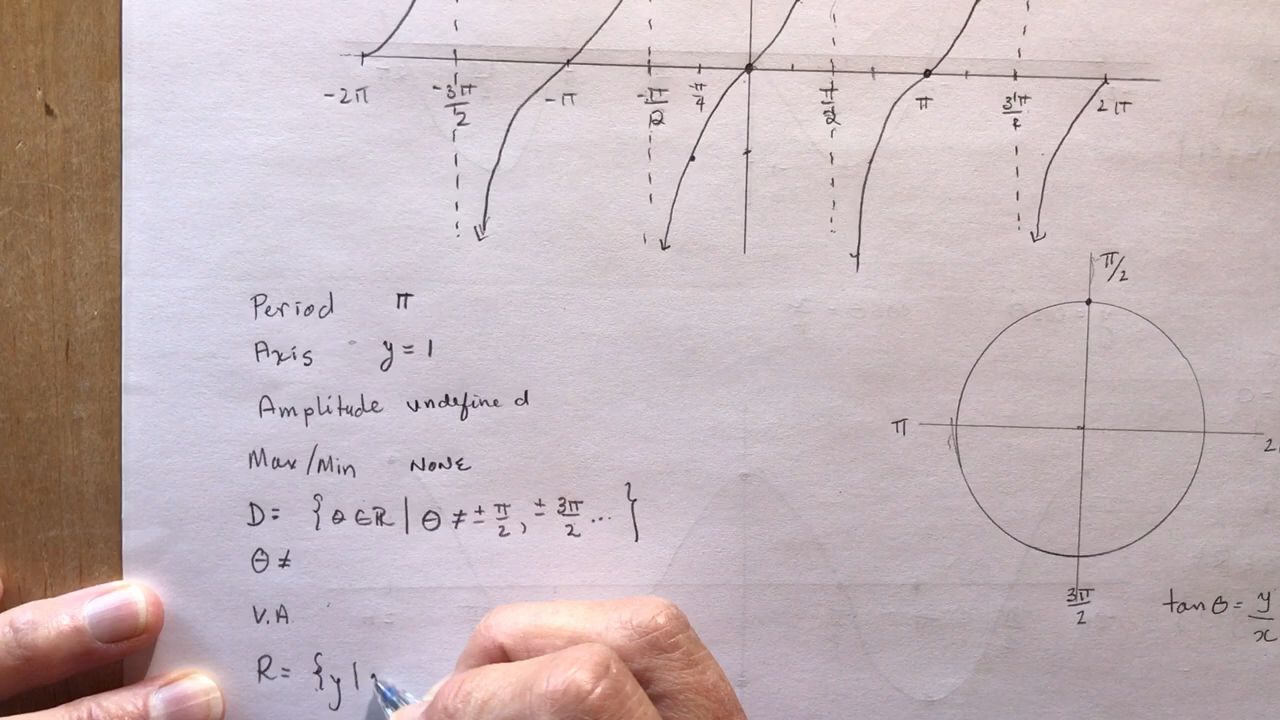 -2π -3π/2 -π -π/2 -π/4 π/2 π 3π/2 2π
π/2
Period π
Axis y = 1
Amplitude undefined
Max/Min NONE
π
D = {θ ∈ ℝ | θ ≠ ± π/2, ± 3π/2 ... }
θ ≠
V.A
3π/2
tan θ = y/x
R = {y |